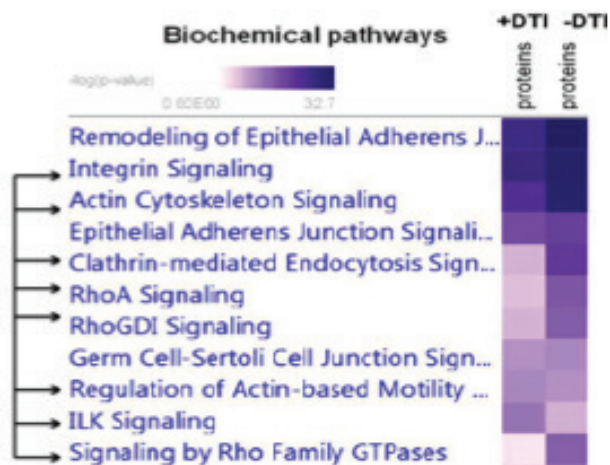 Biochemical pathways
+DTI -DTI
proteins proteins
-log(p-value)
0.00E00 32.7
Remodeling of Epithelial Adherens J...
Integrin Signaling
Actin Cytoskeleton Signaling
Epithelial Adherens Junction Signali...
Clathrin-mediated Endocytosis Sign...
RhoA Signaling
RhoGDI Signaling
Germ Cell-Sertoli Cell Junction Sign...
Regulation of Actin-based Motility ...
ILK Signaling
Signaling by Rho Family GTPases